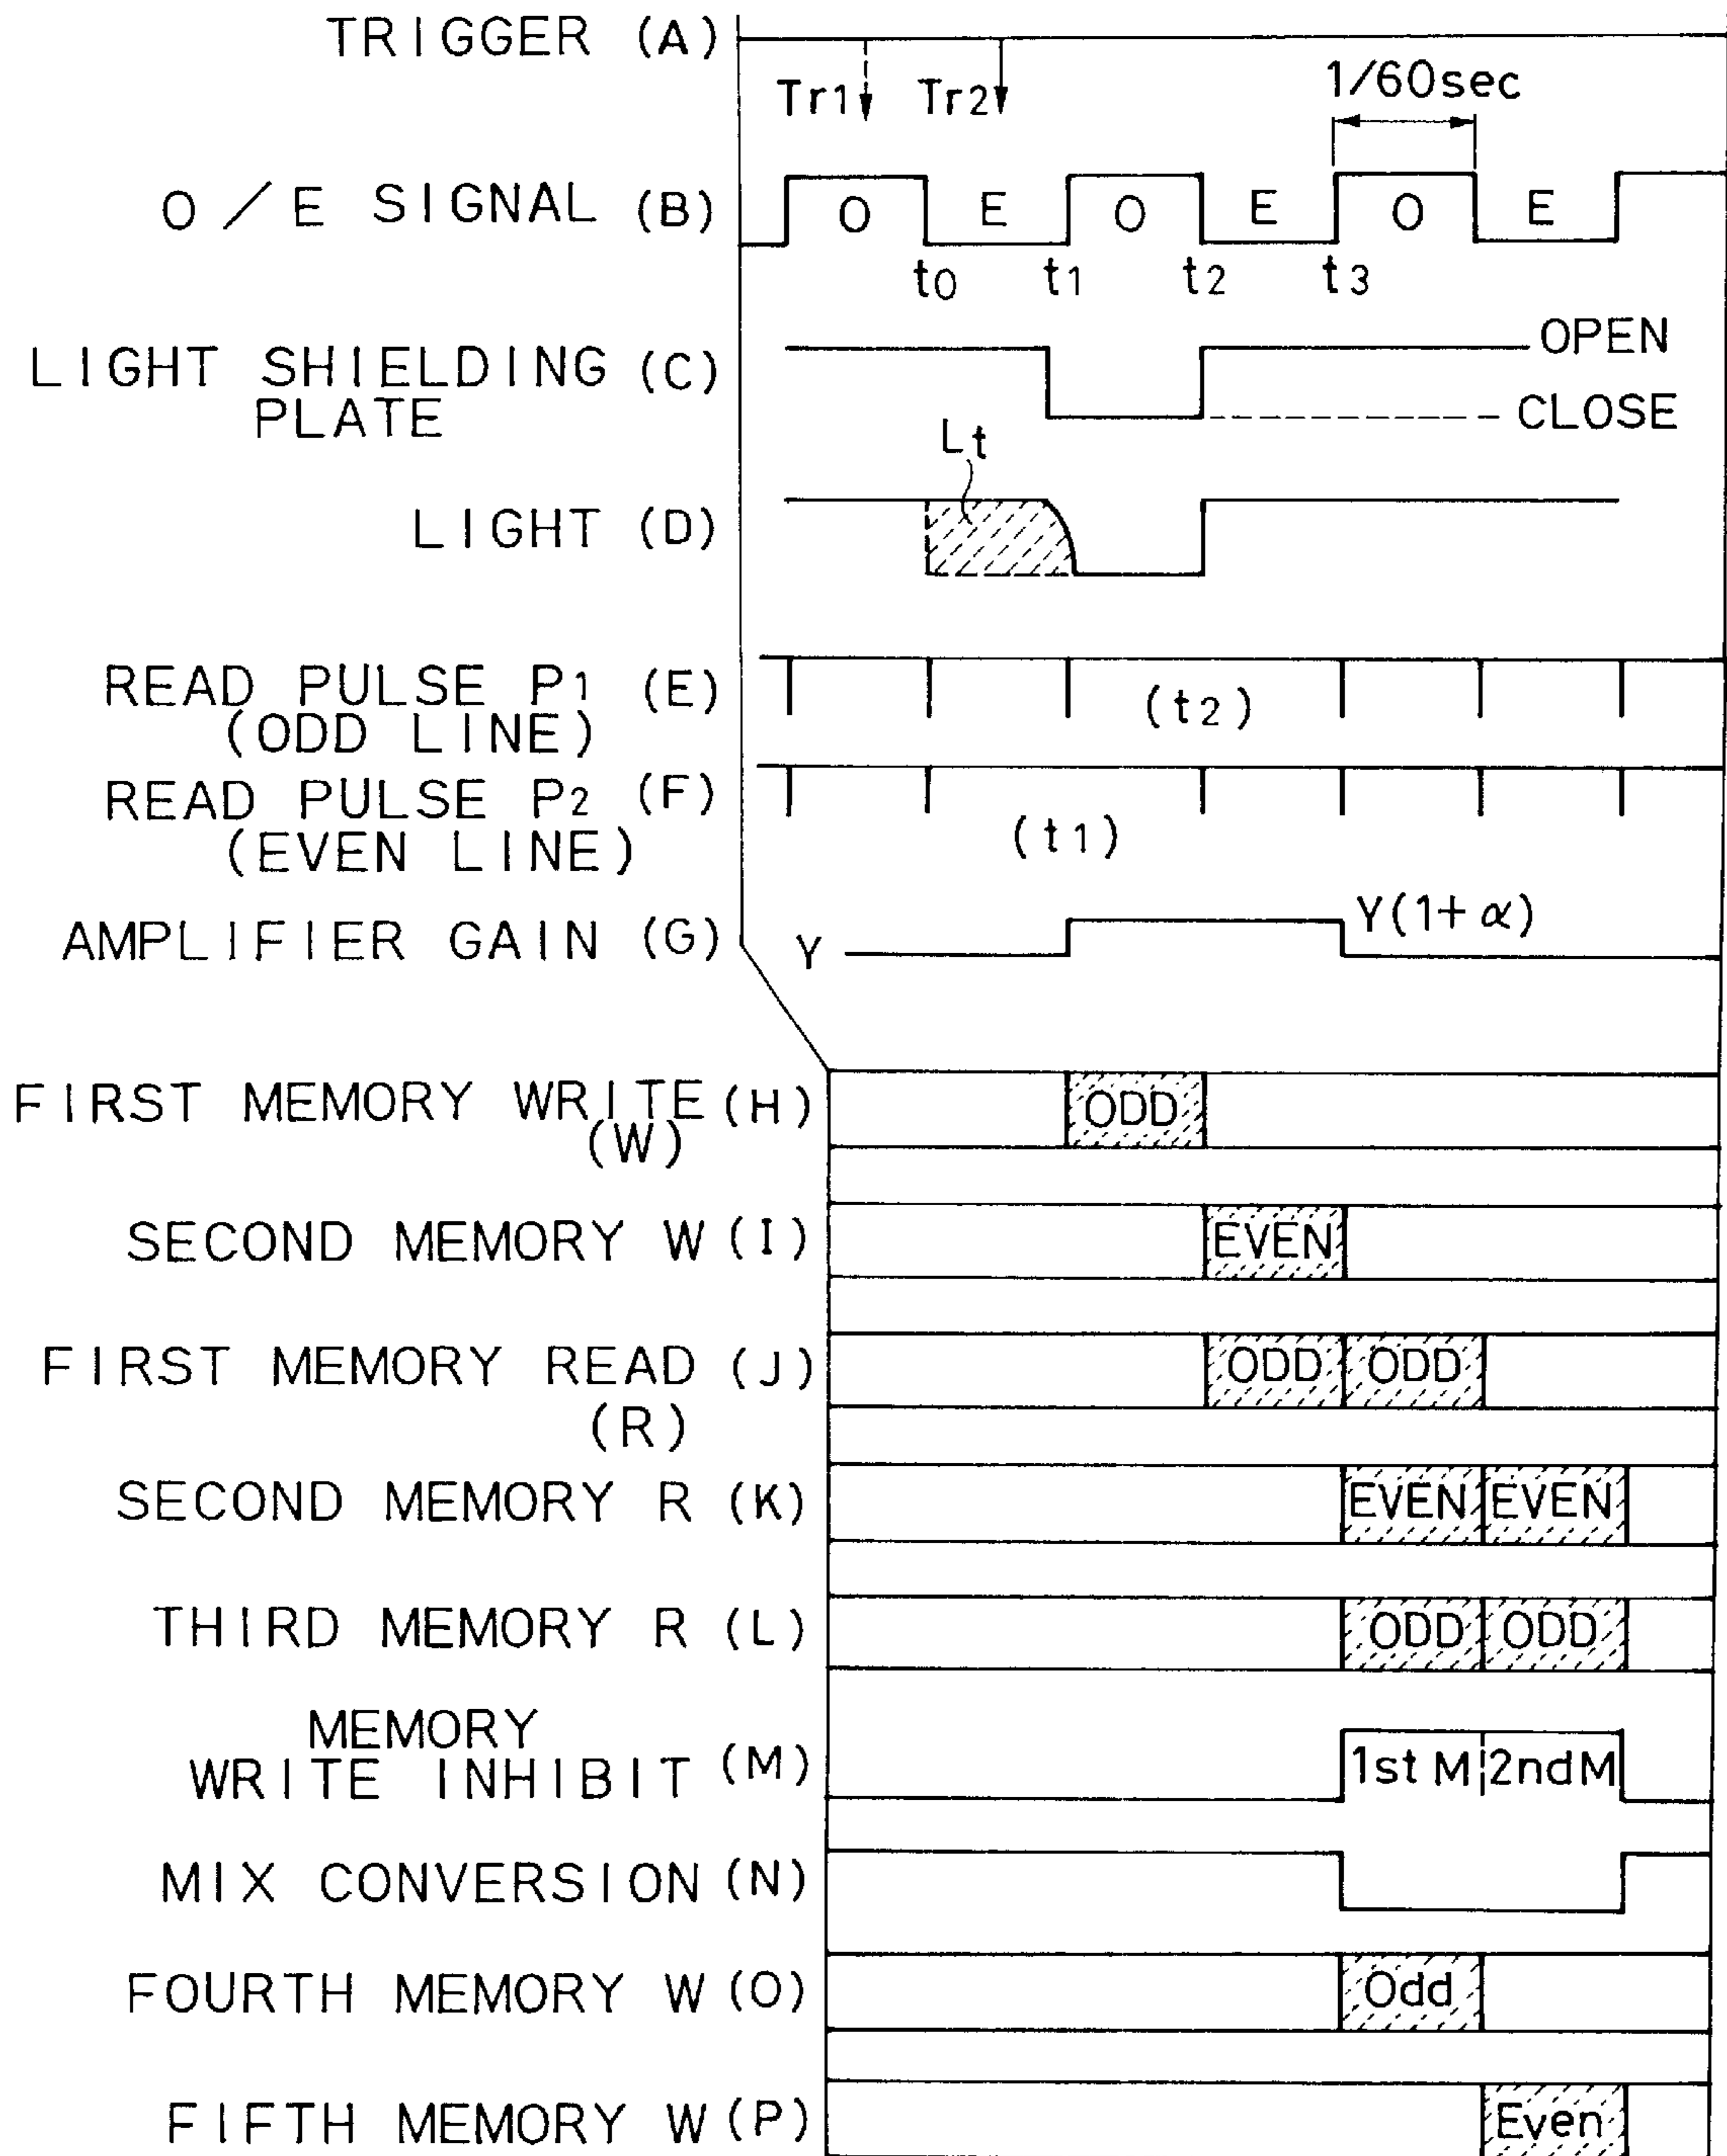 TRIGGER (A)
Tr1 Tr2 1/60sec
O / E SIGNAL (B) O E O E O E
t0 t1 t2 t3
LIGHT SHIELDING (C) OPEN
PLATE CLOSE
Lt
LIGHT (D)
READ PULSE P1 (E) (t2)
(ODD LINE)
READ PULSE P2 (F)
(EVEN LINE) (t1)
AMPLIFIER GAIN (G) Y Y(1+α)
FIRST MEMORY WRITE (H) ODD
(W)
SECOND MEMORY W (I) EVEN
FIRST MEMORY READ (J) ODD ODD
(R)
SECOND MEMORY R (K) EVEN EVEN
THIRD MEMORY R (L) ODD ODD
MEMORY
WRITE INHIBIT (M) 1st M 2nd M
MIX CONVERSION (N)
FOURTH MEMORY W (O) Odd
FIFTH MEMORY W (P) Even